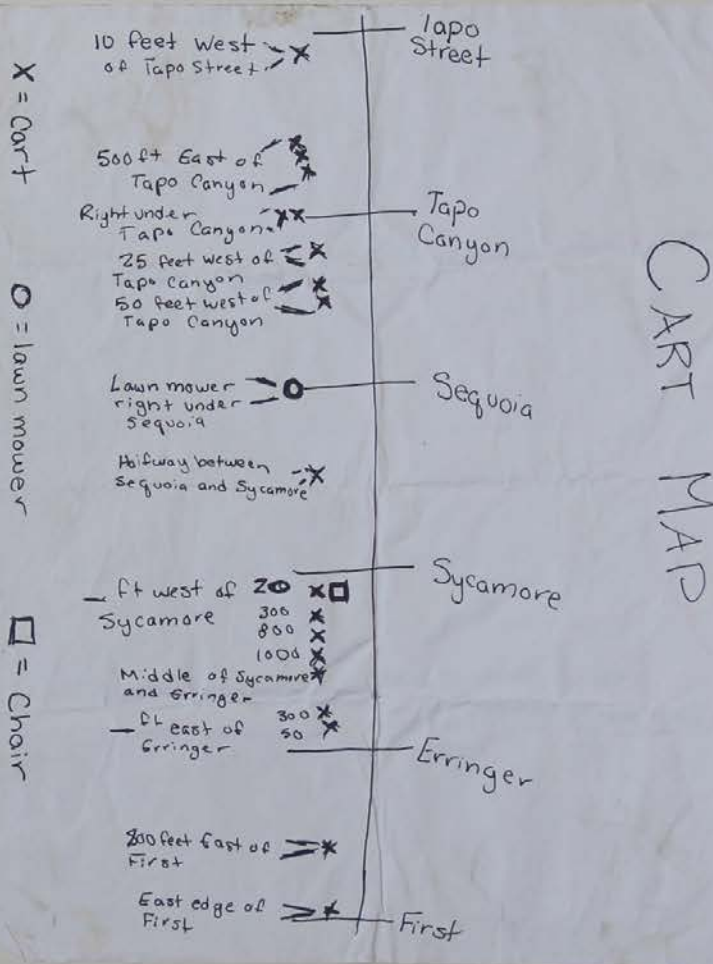 CART MAP
X = Cart
O = lawn mower
□ = Chair
Tapo
Street
10 feet west
of Tapo Street
500 ft East of
Tapo Canyon
Tapo
Canyon
Right under
Tapo Canyon
25 feet west of
Tapo Canyon
50 feet west of
Tapo Canyon
Sequoia
Lawn mower
right under
Sequoia
Halfway between
Sequoia and Sycamore
Sycamore
_ ft west of 20
Sycamore 300
800
1000
Middle of Sycamore
and Erringer
_ ft east of 300
Erringer 50
Erringer
800 feet East of
First
East edge of
First
First